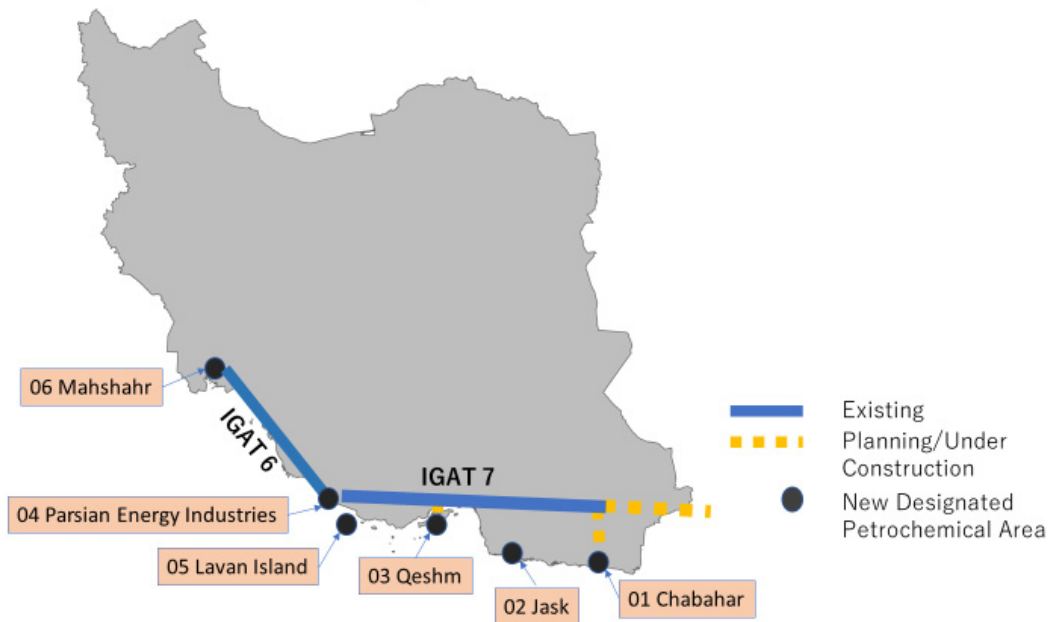 06 Mahshahr
IGAT 6
IGAT 7
04 Parsian Energy Industries
05 Lavan Island
03 Qeshm
02 Jask
01 Chabahar
Existing
Planning/Under
Construction
New Designated
Petrochemical Area